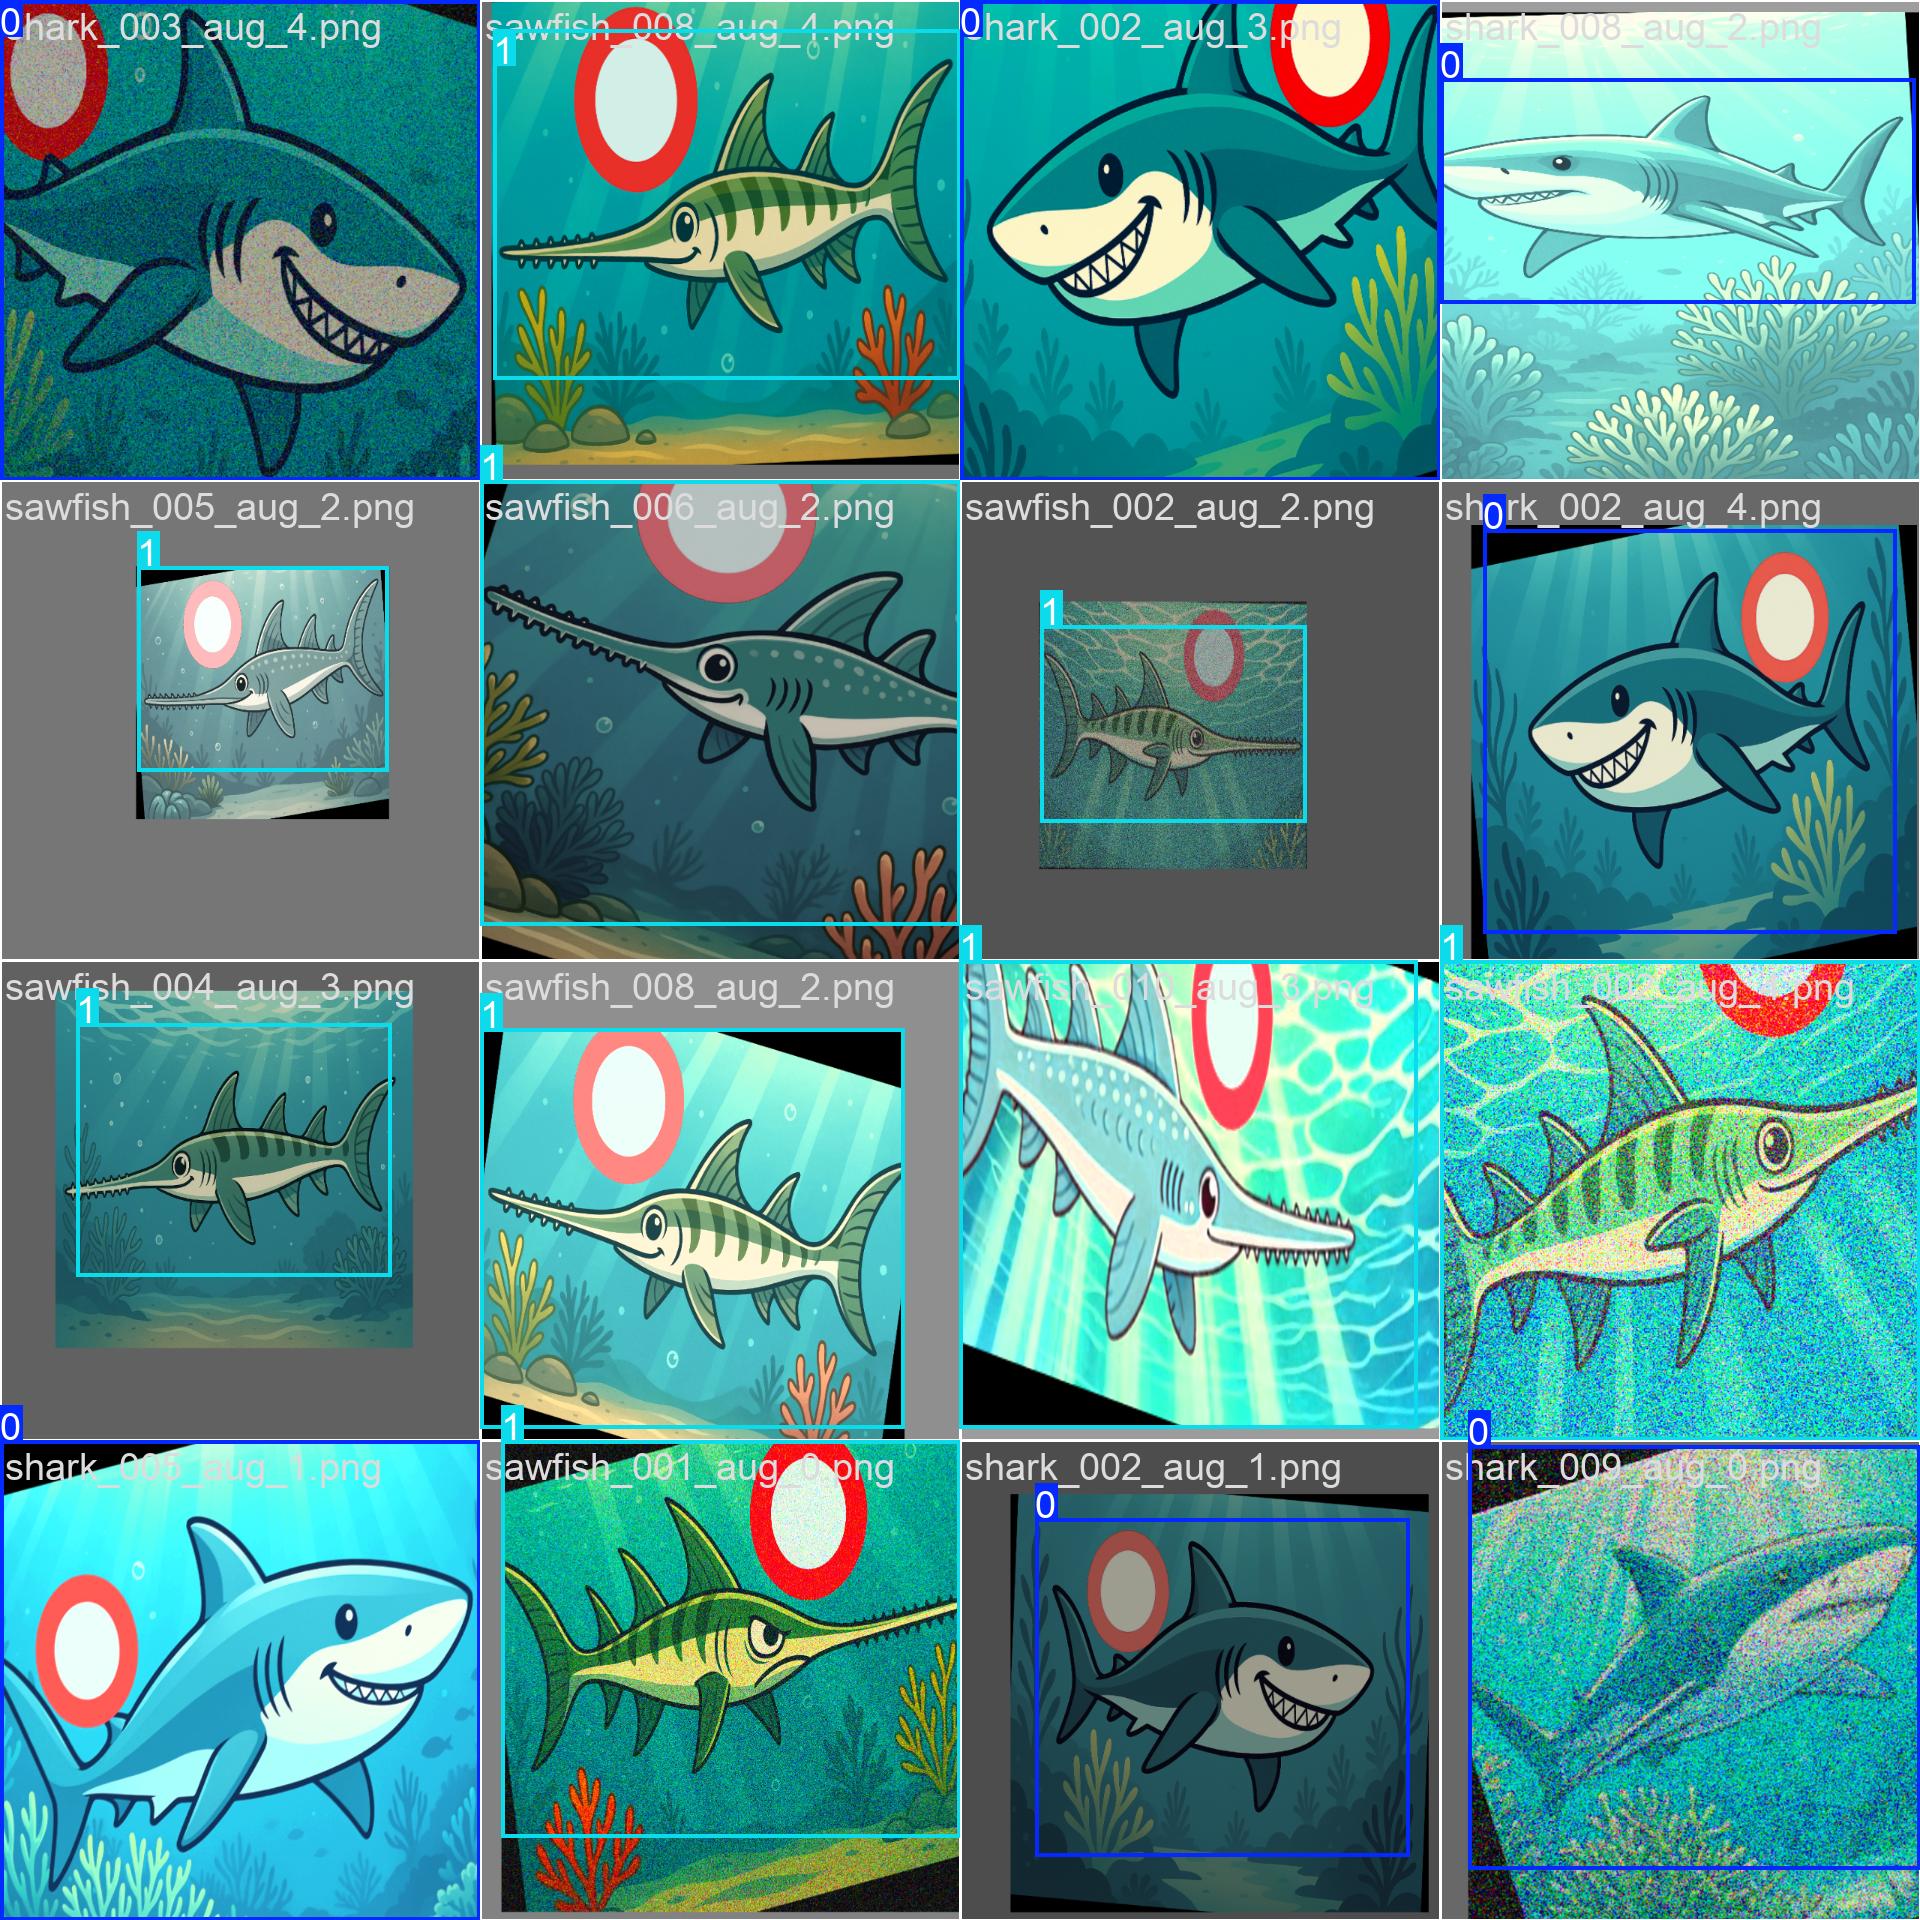 0
shark_003_aug_4.png
sawfish_008_aug_4.png
1
0
shark_002_aug_3.png
shark_008_aug_2.png
0
1
sawfish_005_aug_2.png
1
sawfish_006_aug_2.png
sawfish_002_aug_2.png
1
shark_002_aug_4.png
0
1
1
sawfish_004_aug_3.png
1
sawfish_008_aug_2.png
1
sawfish_010_aug_3.png
sawfish_002_aug_4.png
0
1
0
shark_005_aug_1.png
sawfish_001_aug_0.png
shark_002_aug_1.png
0
shark_009_aug_0.png